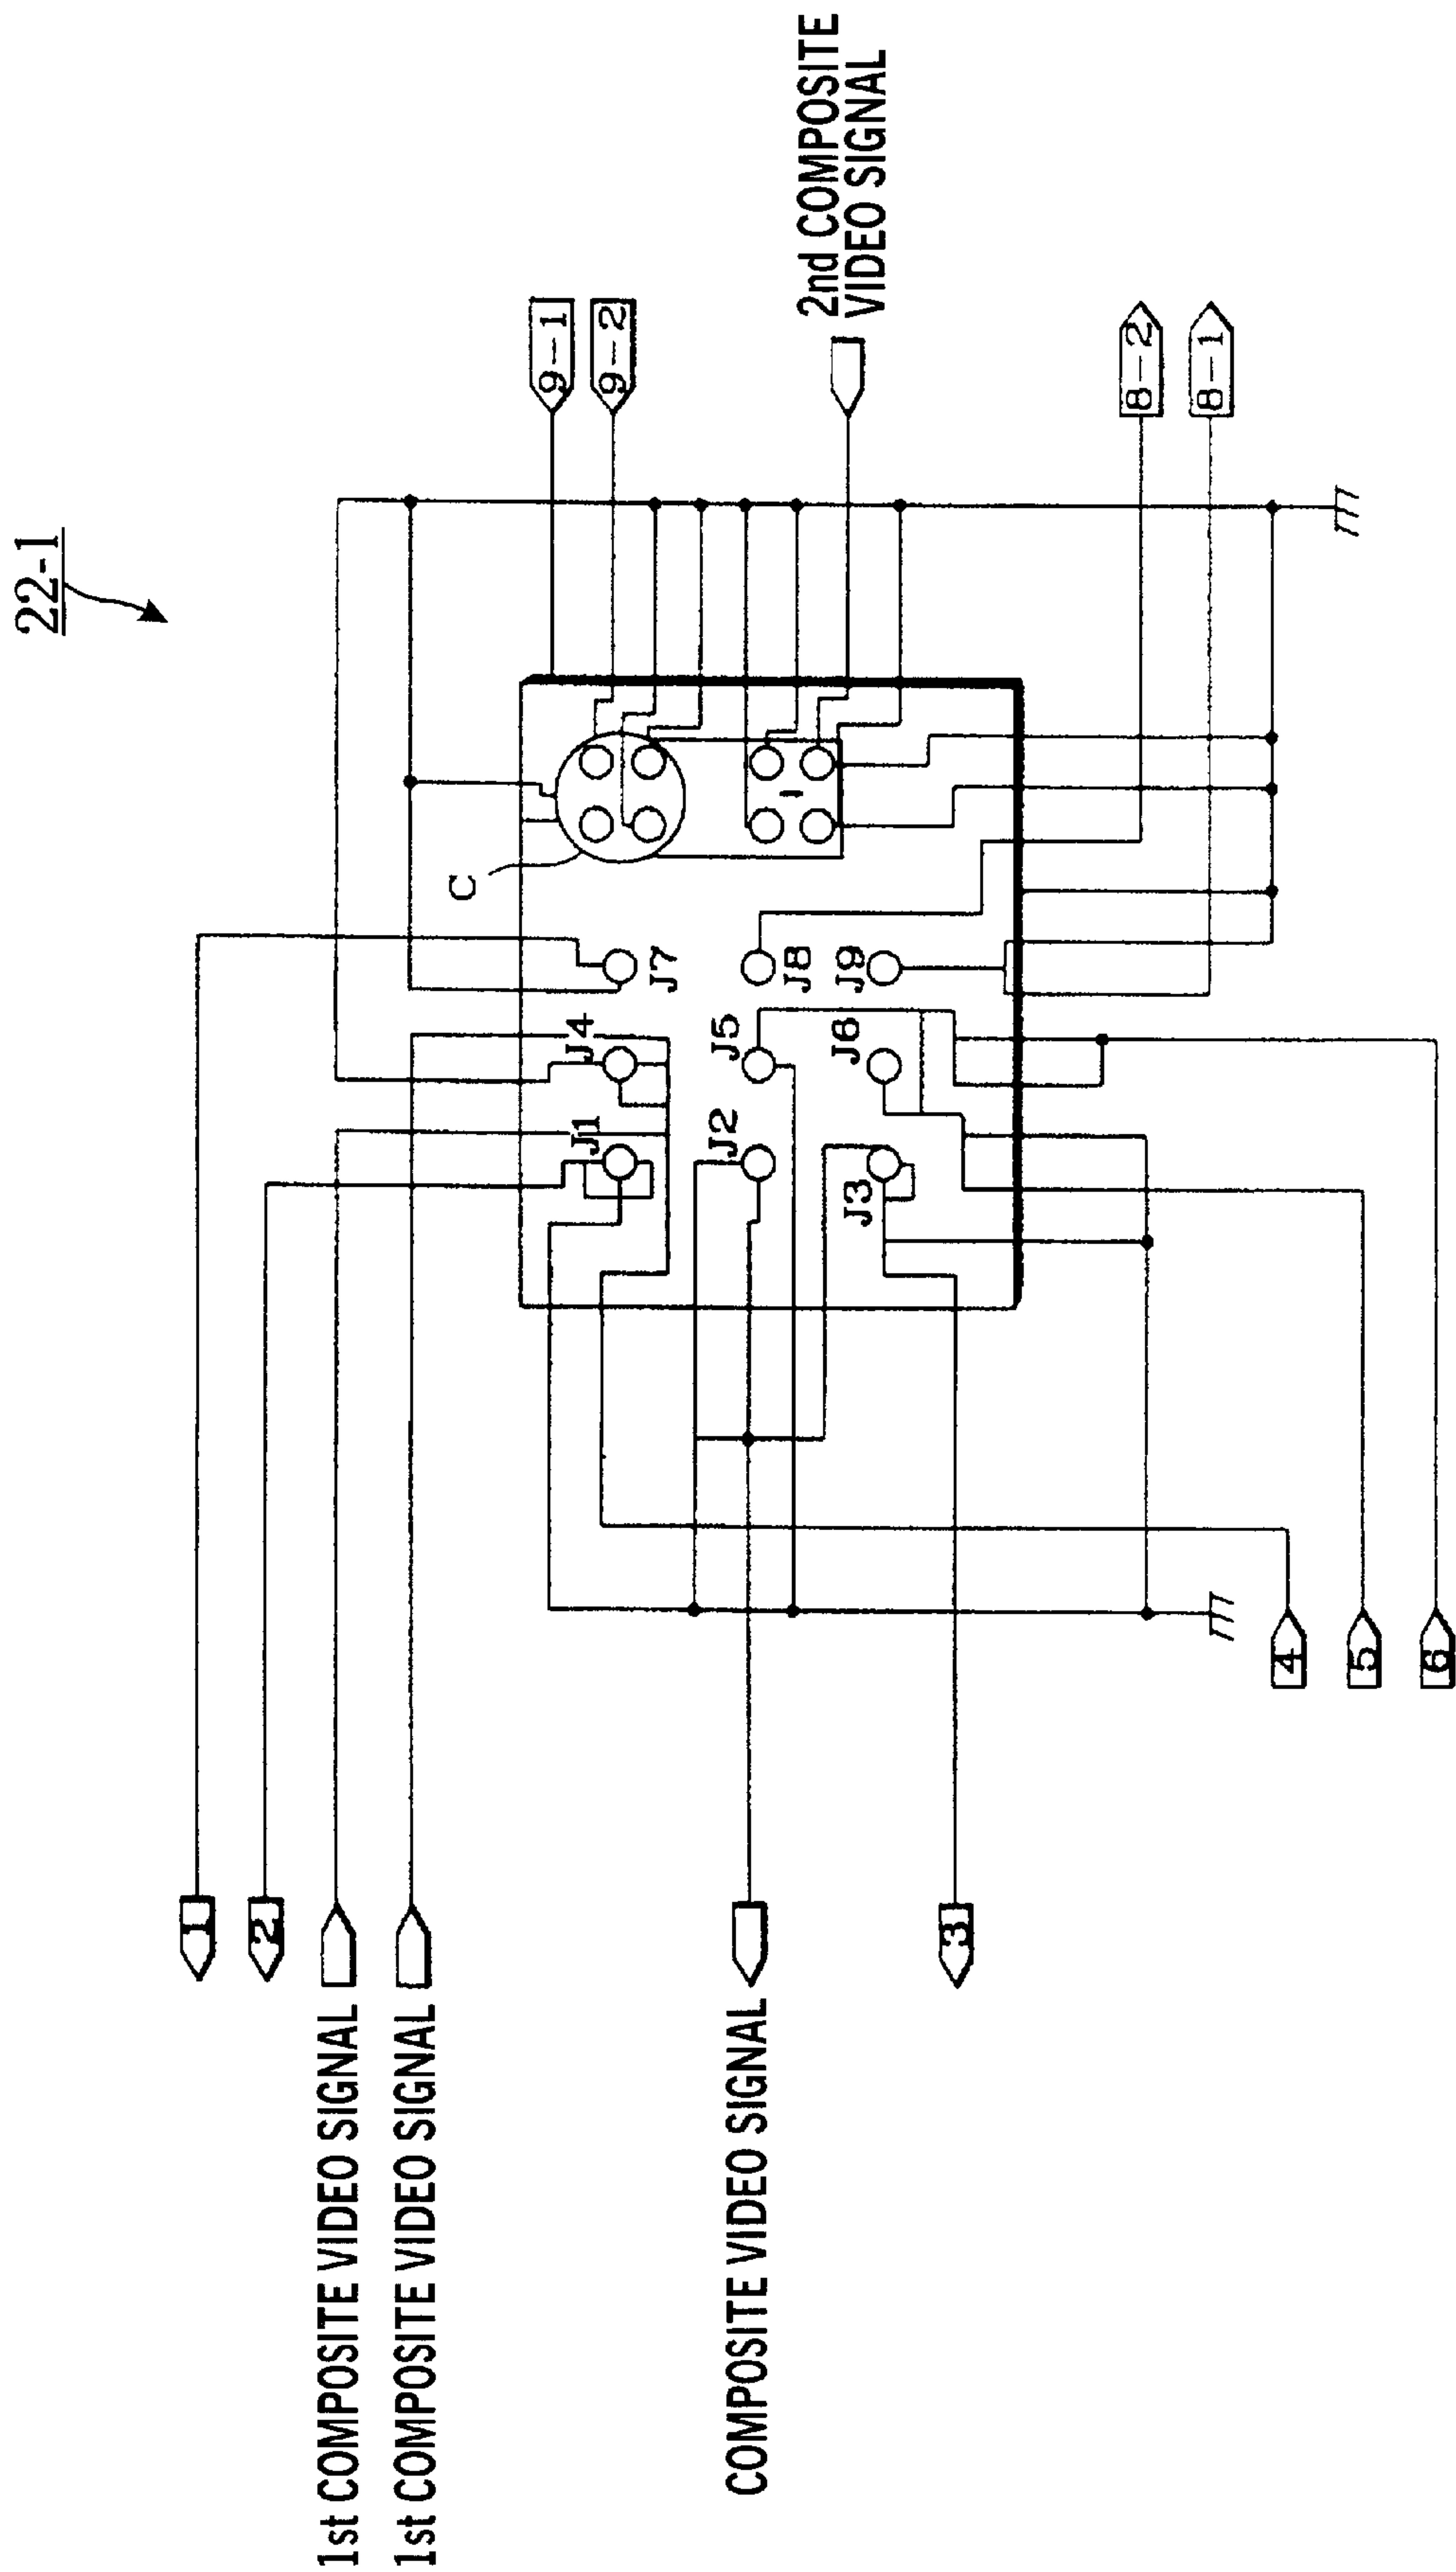 22-1
1
2
1st COMPOSITE VIDEO SIGNAL
1st COMPOSITE VIDEO SIGNAL
C
9-1
9-2
J1
J4
J7
COMPOSITE VIDEO SIGNAL
J2
J5
J8
2nd COMPOSITE
VIDEO SIGNAL
J3
J6
J9
3
8-2
8-1
4
5
6